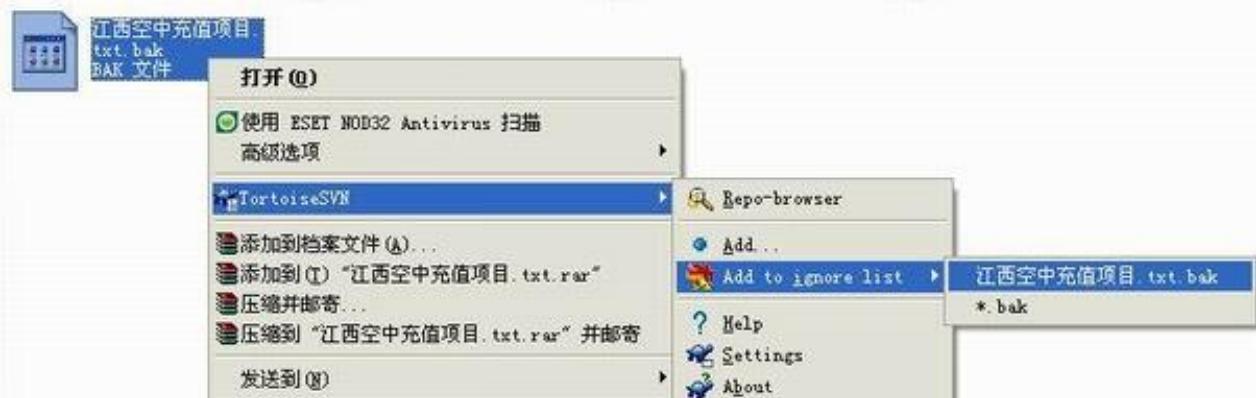 江西空中充值项目.
txt.bak
BAK 文件
打开(O)
使用 ESET NOD32 Antivirus 扫描
高级选项
TortoiseSVN
添加到档案文件(A)...
添加到(T) "江西空中充值项目.txt.rar"
压缩并邮寄...
压缩到 "江西空中充值项目.txt.rar" 并邮寄
发送到(N)
Repo-browser
Add...
Add to ignore list
Help
Settings
About
江西空中充值项目.txt.bak
*.bak